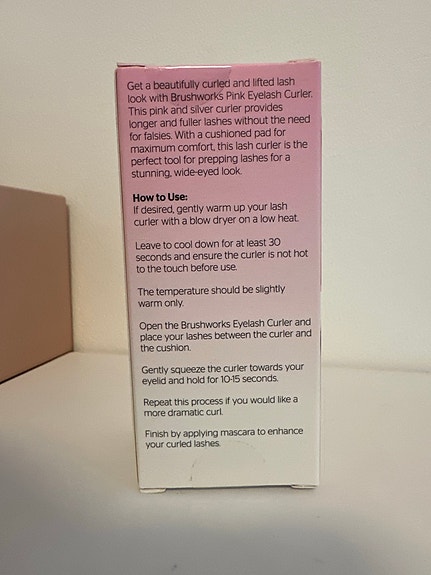 Get a beautifully curled and lifted lash
look with Brushworks Pink Eyelash Curler.
This pink and silver curler provides
longer and fuller lashes without the need
for falsies. With a cushioned pad for
maximum comfort, this lash curler is the
perfect tool for prepping lashes for a
stunning, wide-eyed look.
How to Use:
If desired, gently warm up your lash
curler with a blow dryer on a low heat.
Leave to cool down for at least 30
seconds and ensure the curler is not hot
to the touch before use.
The temperature should be slightly
warm only.
Open the Brushworks Eyelash Curler and
place your lashes between the curler and
the cushion.
Gently squeeze the curler towards your
eyelid and hold for 10-15 seconds.
Repeat this process if you would like a
more dramatic curl.
Finish by applying mascara to enhance
your curled lashes.